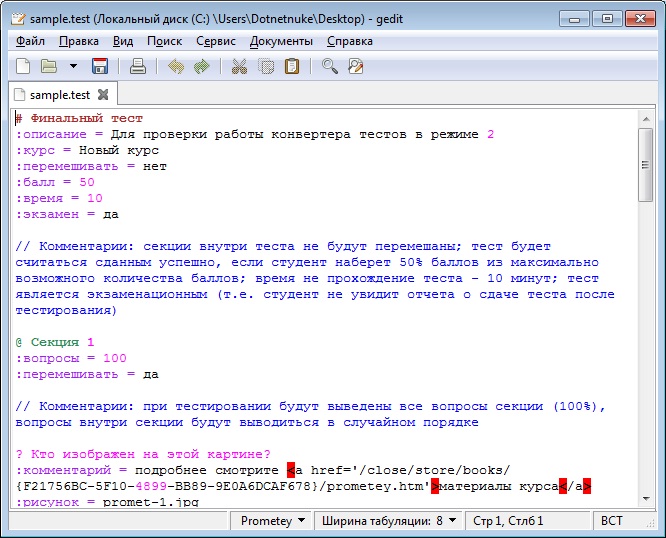 sample.test (Локальный диск (C:) \Users\Dotnetnuke\Desktop) - gedit
Файл Правка Вид Поиск Сервис Документы Справка
sample.test
# Финальный тест
:описание = Для проверки работы конвертера тестов в режиме 2
:курс = Новый курс
:перемешивать = нет
:балл = 50
:время = 10
:экзамен = да
// Комментарии: секции внутри теста не будут перемешаны; тест будет
считаться сданным успешно, если студент наберет 50% баллов из максимально
возможного количества баллов; время не прохождение теста - 10 минут; тест
является экзаменационным (т.е. студент не увидит отчета о сдаче теста после
тестирования)
@ Секция 1
:вопросы = 100
:перемешивать = да
// Комментарии: при тестировании будут выведены все вопросы секции (100%),
вопросы внутри секции будут выводиться в случайном порядке
? Кто изображен на этой картине?
:комментарий = подробнее смотрите <a href='/close/store/books/
{F21756BC-5F10-4899-BB89-9E0A6DCAF678}/prometey.htm'>материалы курса</a>
:рисунок = promet-1.jpg
Prometey Ширина табуляции: 8 Стр 1, Стлб 1 ВСТ